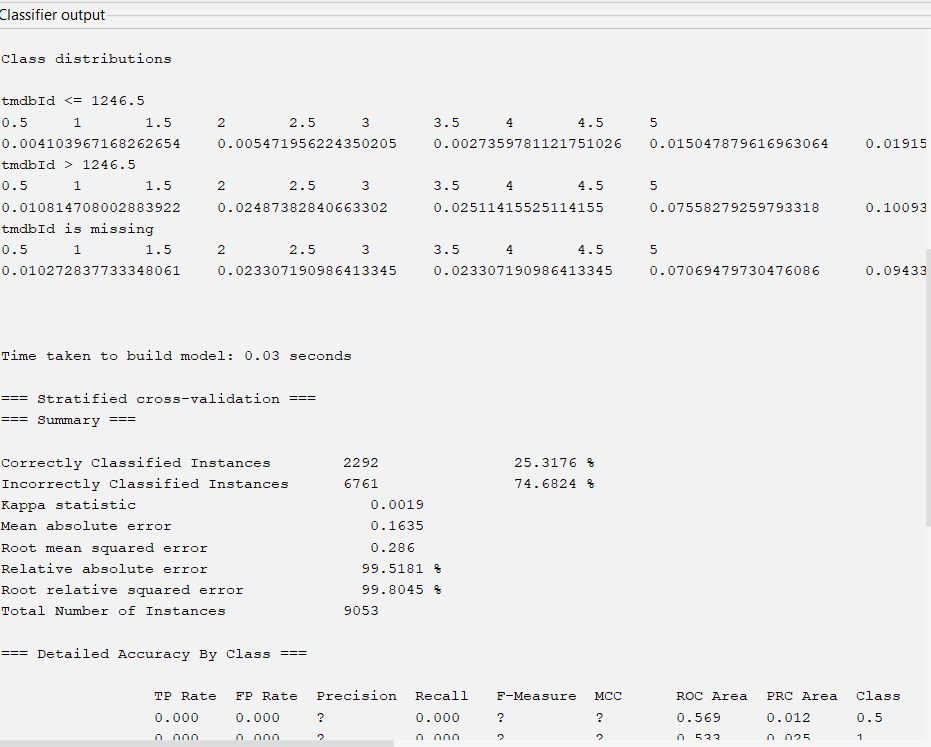 Classifier output
Class distributions
tmdbId <= 1246.5
0.5 1 1.5 2 2.5 3 3.5 4 4.5 5
0.004103967168262654 0.005471956224350205 0.0027359781121751026 0.015047879616963064 0.01915
tmdbId > 1246.5
0.5 1 1.5 2 2.5 3 3.5 4 4.5 5
0.010814708002883922 0.02487382840663302 0.02511415525114155 0.07558279259793318 0.10093
tmdbId is missing
0.5 1 1.5 2 2.5 3 3.5 4 4.5 5
0.010272837733348061 0.023307190986413345 0.023307190986413345 0.07069479730476086 0.09433
Time taken to build model: 0.03 seconds
=== Stratified cross-validation ===
=== Summary ===
Correctly Classified Instances 2292 25.3176 %
Incorrectly Classified Instances 6761 74.6824 %
Kappa statistic 0.0019
Mean absolute error 0.1635
Root mean squared error 0.286
Relative absolute error 99.5181 %
Root relative squared error 99.8045 %
Total Number of Instances 9053
=== Detailed Accuracy By Class ===
TP Rate FP Rate Precision Recall F-Measure MCC ROC Area PRC Area Class
0.000 0.000 ? 0.000 ? ? 0.569 0.012 0.5
0.000 0.000 ? 0.000 ? ? 0.533 0.025 1